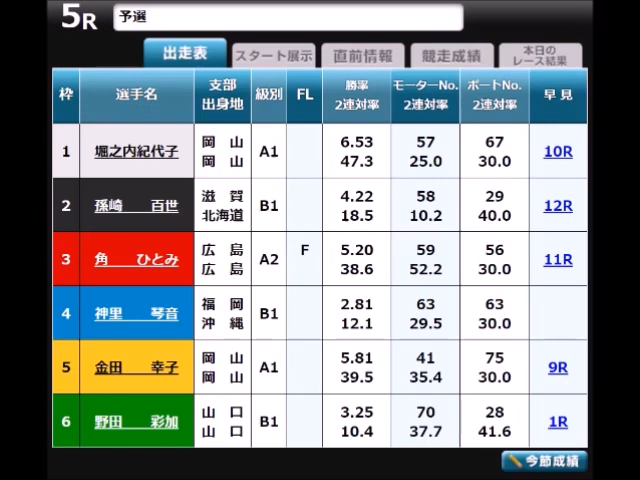 5R 予選
出走表 スタート展示 直前情報 競走成績 本日の
レース結果
枠 選手名 支部 級別 FL 勝率 モーターNo. ボートNo. 早見
出身地 2連対率 2連対率 2連対率
1 堀之内紀代子 岡山 A1 6.53 57 67 10R
岡山 47.3 25.0 30.0
2 孫崎 百世 滋賀 B1 4.22 58 29 12R
北海道 18.5 10.2 40.0
3 角 ひとみ 広島 A2 F 5.20 59 56 11R
広島 38.6 52.2 30.0
4 神里 琴音 福岡 B1 2.81 63 63
沖縄 12.1 29.5 30.0
5 金田 幸子 岡山 A1 5.81 41 75 9R
岡山 39.5 35.4 30.0
6 野田 彩加 山口 B1 3.25 70 28 1R
山口 10.4 37.7 41.6
今節成績